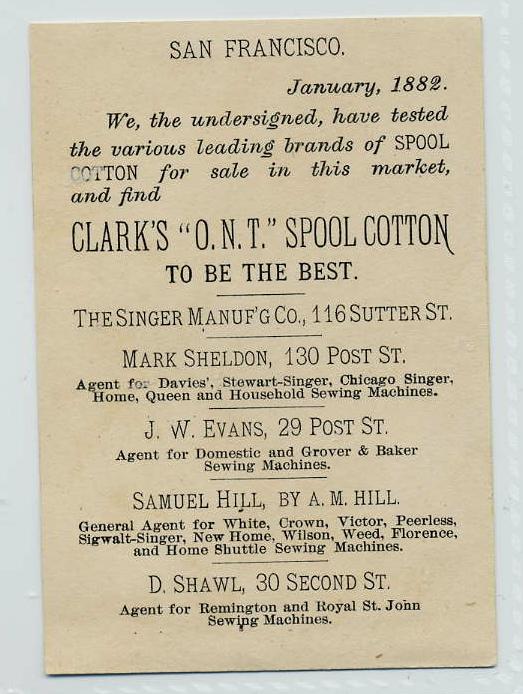 SAN FRANCISCO.
January, 1882.
We, the undersigned, have tested
the various leading brands of SPOOL
COTTON for sale in this market,
and find
CLARK'S "O. N. T." SPOOL COTTON
TO BE THE BEST.
THE SINGER MANUF'G CO., 116 SUTTER ST.
MARK SHELDON, 130 POST ST.
Agent for Davies', Stewart-Singer, Chicago Singer,
Home, Queen and Household Sewing Machines.
J. W. EVANS, 29 POST ST.
Agent for Domestic and Grover & Baker
Sewing Machines.
SAMUEL HILL, BY A. M. HILL.
General Agent for White, Crown, Victor, Peerless,
Sigwalt-Singer, New Home, Wilson, Weed, Florence,
and Home Shuttle Sewing Machines.
D. SHAWL, 30 SECOND ST.
Agent for Remington and Royal St. John
Sewing Machines.